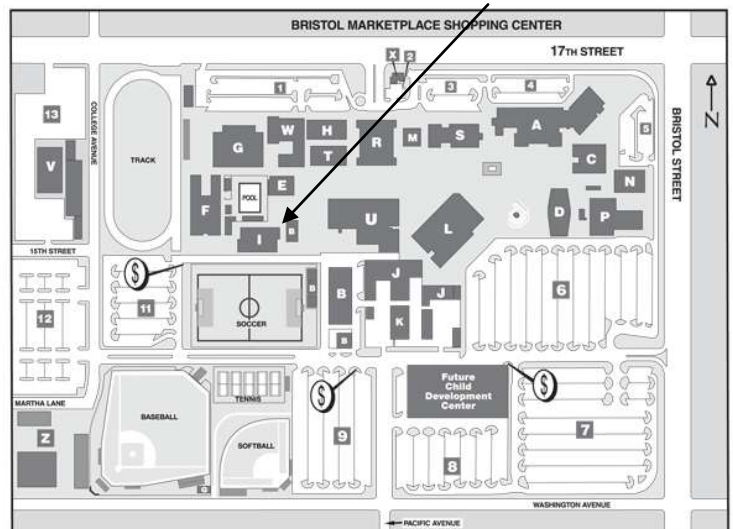 BRISTOL MARKETPLACE SHOPPING CENTER
17TH STREET
X
2
1
3
4
5
13
V
COLLEGE AVENUE
TRACK
G
W
H
T
R
M
S
A
C
N
BRISTOL STREET
N
F
POOL
E
I
B
U
L
D
P
15TH STREET
12
$
11
SOCCER
B
B
B
J
J
K
6
MARTHA LANE
Z
BASEBALL
TENNIS
SOFTBALL
$
9
Future
Child
Development
Center
$
8
7
WASHINGTON AVENUE
PACIFIC AVENUE